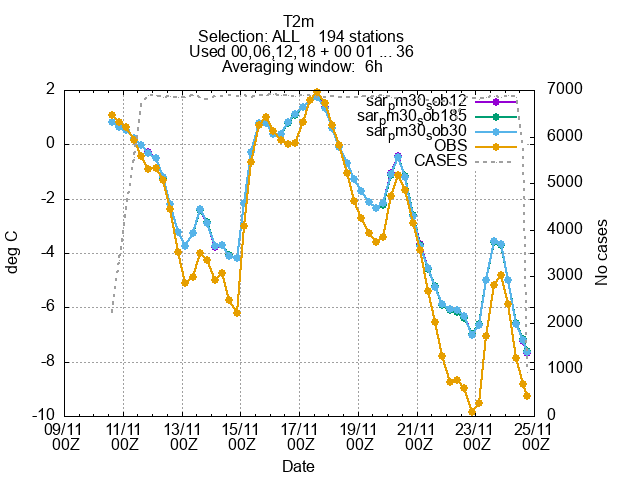 T2m
Selection: ALL 194 stations
Used 00,06,12,18 + 00 01 ... 36
Averaging window: 6h
2 7000
sar_pm30_sob12
sar_pm30_sob185
0 6000
sar_pm30_sob30
OBS
CASES
-2 5000
-4 4000
deg C
No cases
3000
-6 2000
-8 1000
-10 0
09/11 11/11 13/11 15/11 17/11 19/11 21/11 23/11 25/11
00Z 00Z 00Z 00Z 00Z 00Z 00Z 00Z 00Z
Date